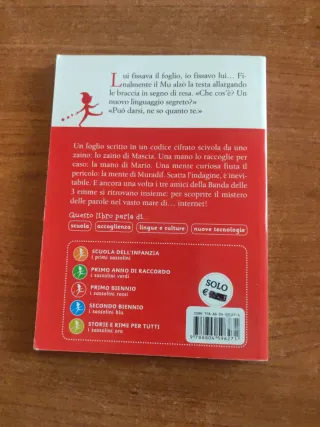 Lui fissava il foglio, io fissavo lui... Fi-
nalmente il Mu alzò la testa allargando
le braccia in segno di resa. «Che cos'è? Un
nuovo linguaggio segreto?»
«Può darsi, ne so quanto te.»
Un foglio scritto in un codice cifrato scivola da uno
zaino: lo zaino di Mascia. Una mano lo raccoglie per
caso: la mano di Mario. Una mente curiosa fiuta il
pericolo: la mente di Muradif. Scatta l'indagine, è inevi-
tabile. E ancora una volta i tre amici della Banda delle
3 emme si ritrovano insieme: per scoprire il mistero
delle parole nel vasto mare di... internet!
Questo libro parla di...
scuola accoglienza lingue e culture nuove tecnologie
SCUOLA DELL'INFANZIA
i primi sassolini
PRIMO ANNO DI RACCORDO
i sassolini verdi
PRIMO BIENNIO
i sassolini rossi
SECONDO BIENNIO
i sassolini blu
STORIE E RIME PER TUTTI
i sassolini oro
SOLO
€